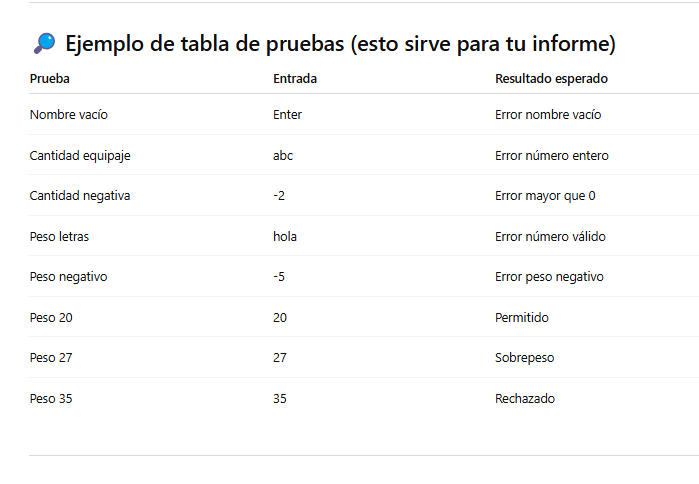 🔎 Ejemplo de tabla de pruebas (esto sirve para tu informe)
Prueba Entrada Resultado esperado
Nombre vacío Enter Error nombre vacío
Cantidad equipaje abc Error número entero
Cantidad negativa -2 Error mayor que 0
Peso letras hola Error número válido
Peso negativo -5 Error peso negativo
Peso 20 20 Permitido
Peso 27 27 Sobrepeso
Peso 35 35 Rechazado